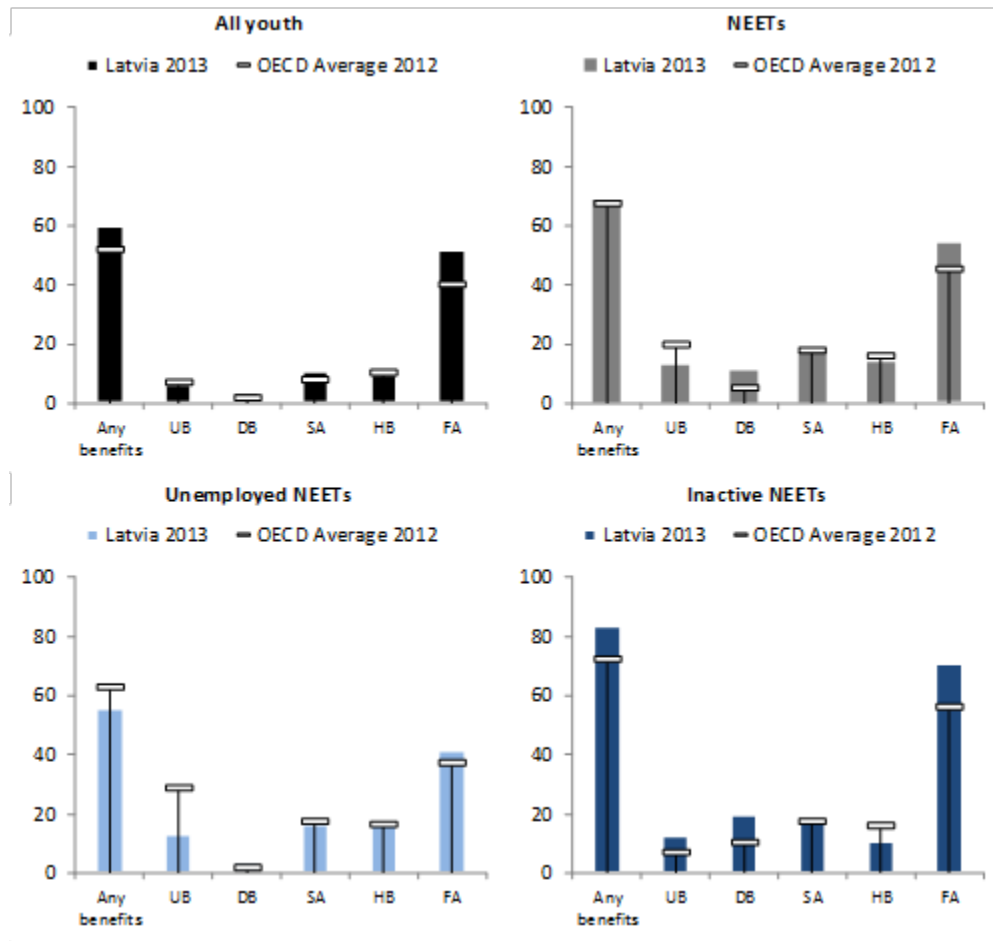 All youth
Latvia 2013 OECD Average 2012
100
80
60
40
20
0
Any benefits UB DB SA HB FA
NEETs
Latvia 2013 OECD Average 2012
100
80
60
40
20
0
Any benefits UB DB SA HB FA
Unemployed NEETs
Latvia 2013 OECD Average 2012
100
80
60
40
20
0
Any benefits UB DB SA HB FA
Inactive NEETs
Latvia 2013 OECD Average 2012
100
80
60
40
20
0
Any benefits UB DB SA HB FA